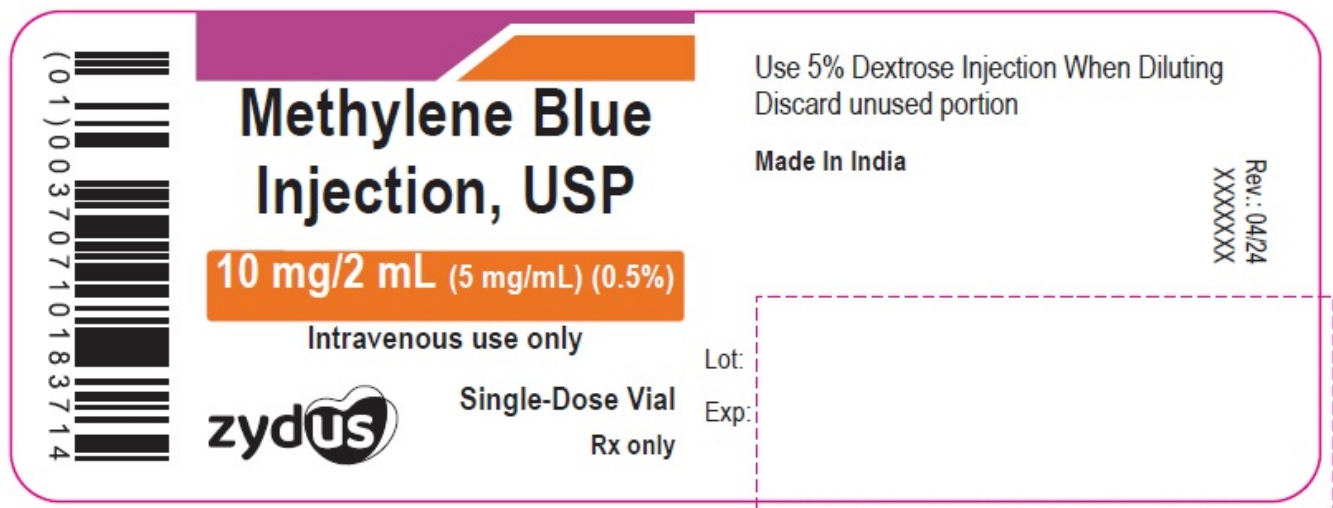 (01)00370710183714
Methylene Blue
Injection, USP
10 mg/2 mL (5 mg/mL) (0.5%)
Intravenous use only
zydus
Single-Dose Vial
Rx only
Use 5% Dextrose Injection When Diluting
Discard unused portion
Made In India
Rev.: 04/24
XXXXXXX
Lot:
Exp: